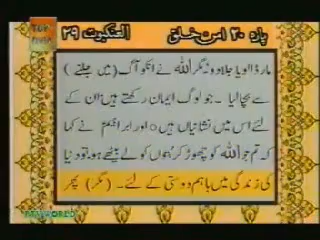 پارہ ۲۰ امن خلق
العنکبوت ۲۹
مار ڈالو یا جلا دو مگر اللہ نے انکو آگ (میں جلنے)
سے بچا لیا۔ جو لوگ ایمان رکھتے ہیں ان کے
لئے اس میں نشانیاں ہیں ٥ اور ابراھیم نے کہا
کہ تم جو اللہ کو چھوڑ کر بتوں کو لے بیٹھے ہو تو دنیا
کی زندگی میں باہم دوستی کے لئے۔ (مگر) پھر